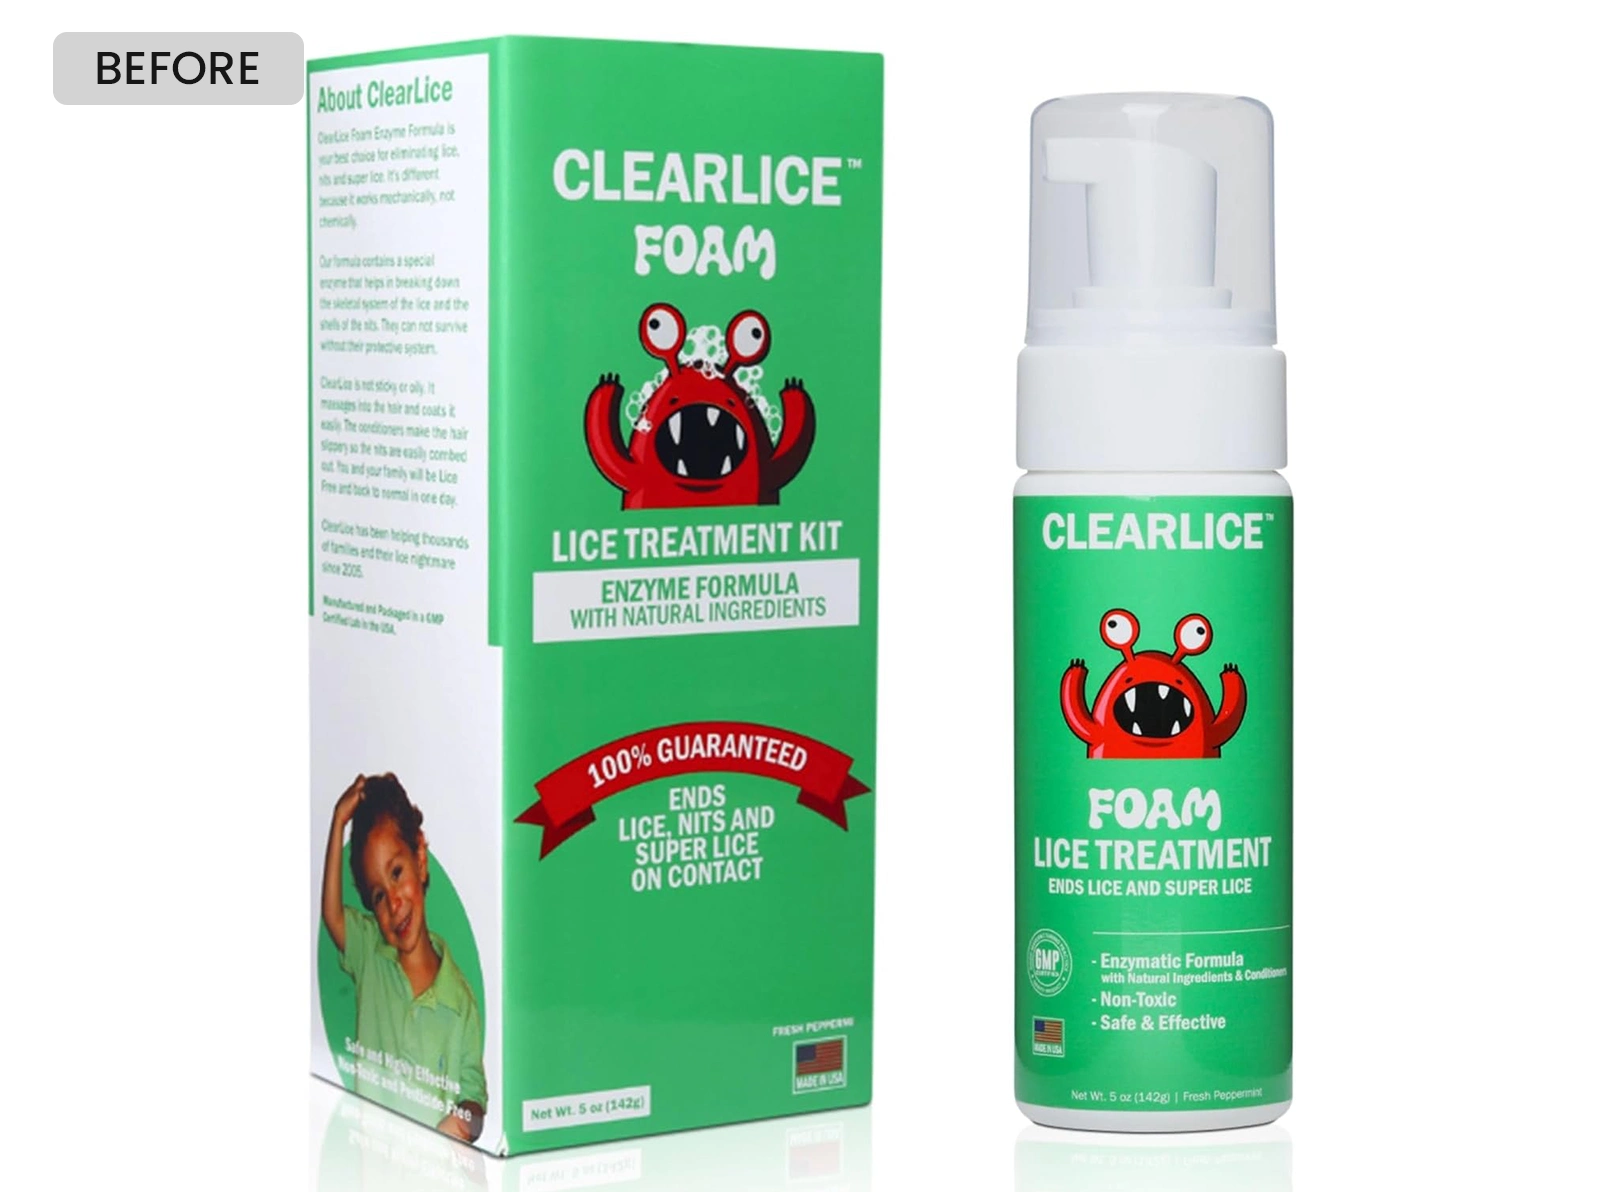 BEFORE
About ClearLice
ClearLice Foam Enzyme Formula is
your best choice for eliminating lice,
nits and super lice. It's different
because it works mechanically, not
chemically.
Our formula contains a special
enzyme that helps in breaking down
the skeletal system of the lice and the
shells of the nits. They can not survive
without their protective system.
ClearLice is not sticky or oily. It
massages into the hair and coats it
easily. The conditioners make the hair
slippery so the nits are easily combed
out. You and your family will be Lice
Free and back to normal in one day.
ClearLice has been helping thousands
of families end their lice nightmare
since 2005.
Manufactured and Packaged in a GMP
Certified Lab in the USA.
Safe and Highly Effective
Non-Toxic and Pesticide Free
CLEARLICE™
FOAM
LICE TREATMENT KIT
ENZYME FORMULA
WITH NATURAL INGREDIENTS
100% GUARANTEED
ENDS
LICE, NITS AND
SUPER LICE
ON CONTACT
FRESH PEPPERMI
MADE IN USA
Net Wt. 5 oz (142g)
CLEARLICE™
FOAM
LICE TREATMENT
ENDS LICE AND SUPER LICE
GMP
CERTIFIED
- Enzymatic Formula
with Natural Ingredients & Conditioners
- Non-Toxic
- Safe & Effective
MADE IN USA
Net Wt. 5 oz (142g) | Fresh Peppermint